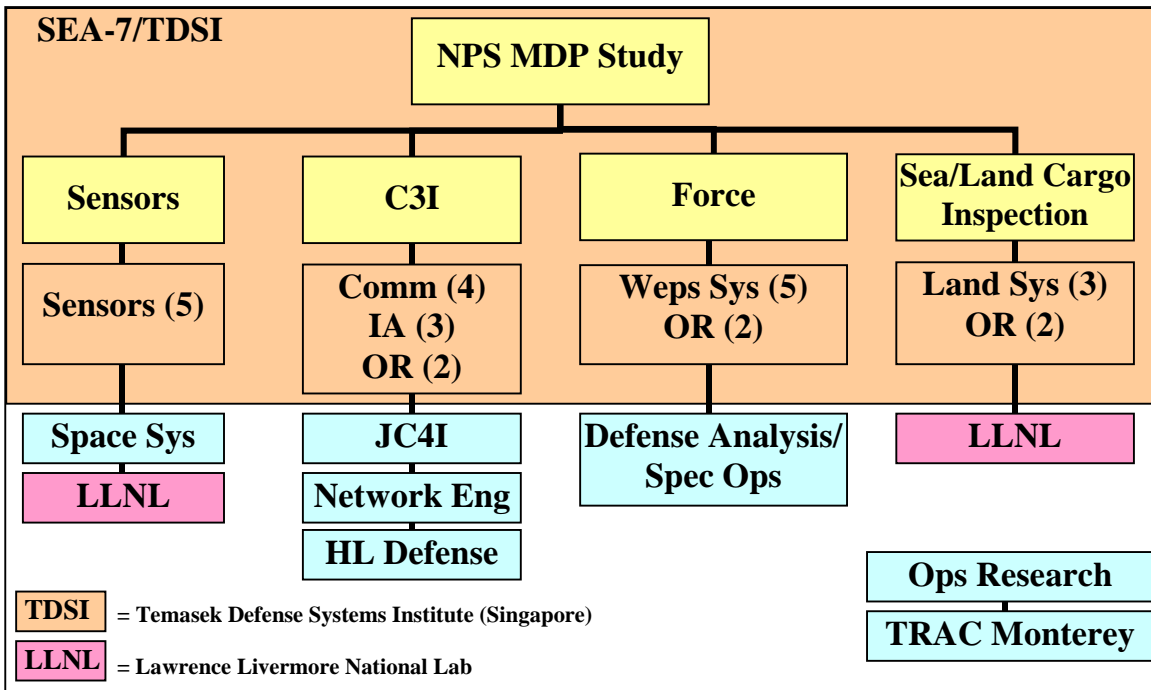 SEA-7/TDSI
NPS MDP Study
Sensors
C3I
Force
Sea/Land Cargo
Inspection
Sensors (5)
Comm (4)
IA (3)
OR (2)
Weps Sys (5)
OR (2)
Land Sys (3)
OR (2)
Space Sys
LLNL
JC4I
Network Eng
HL Defense
Defense Analysis/
Spec Ops
LLNL
Ops Research
TRAC Monterey
TDSI = Temasek Defense Systems Institute (Singapore)
LLNL = Lawrence Livermore National Lab